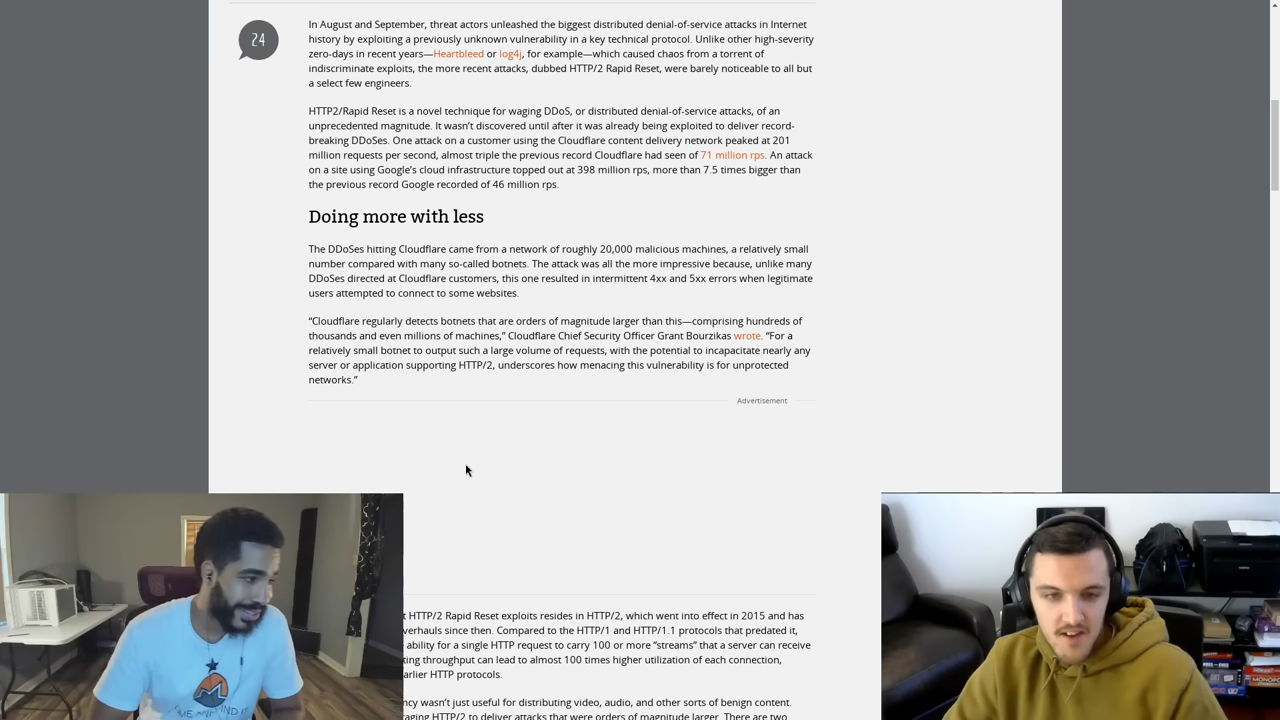 24
In August and September, threat actors unleashed the biggest distributed denial-of-service attacks in Internet
history by exploiting a previously unknown vulnerability in a key technical protocol. Unlike other high-severity
zero-days in recent years—Heartbleed or log4j, for example—which caused chaos from a torrent of
indiscriminate exploits, the more recent attacks, dubbed HTTP/2 Rapid Reset, were barely noticeable to all but
a select few engineers.
HTTP2/Rapid Reset is a novel technique for waging DDoS, or distributed denial-of-service attacks, of an
unprecedented magnitude. It wasn’t discovered until after it was already being exploited to deliver record-
breaking DDoSes. One attack on a customer using the Cloudflare content delivery network peaked at 201
million requests per second, almost triple the previous record Cloudflare had seen of 71 million rps. An attack
on a site using Google’s cloud infrastructure topped out at 398 million rps, more than 7.5 times bigger than
the previous record Google recorded of 46 million rps.
Doing more with less
The DDoSes hitting Cloudflare came from a network of roughly 20,000 malicious machines, a relatively small
number compared with many so-called botnets. The attack was all the more impressive because, unlike many
DDoSes directed at Cloudflare customers, this one resulted in intermittent 4xx and 5xx errors when legitimate
users attempted to connect to some websites.
“Cloudflare regularly detects botnets that are orders of magnitude larger than this—comprising hundreds of
thousands and even millions of machines,” Cloudflare Chief Security Officer Grant Bourzikas wrote. “For a
relatively small botnet to output such a large volume of requests, with the potential to incapacitate nearly any
server or application supporting HTTP/2, underscores how menacing this vulnerability is for unprotected
networks.”
Advertisement
t HTTP/2 Rapid Reset exploits resides in HTTP/2, which went into effect in 2015 and has
verhauls since then. Compared to the HTTP/1 and HTTP/1.1 protocols that predated it,
ability for a single HTTP request to carry 100 or more “streams” that a server can receive
ting throughput can lead to almost 100 times higher utilization of each connection,
arlier HTTP protocols.
ncy wasn’t just useful for distributing video, audio, and other sorts of benign content.
raging HTTP/2 to deliver attacks that were orders of magnitude larger. There are two